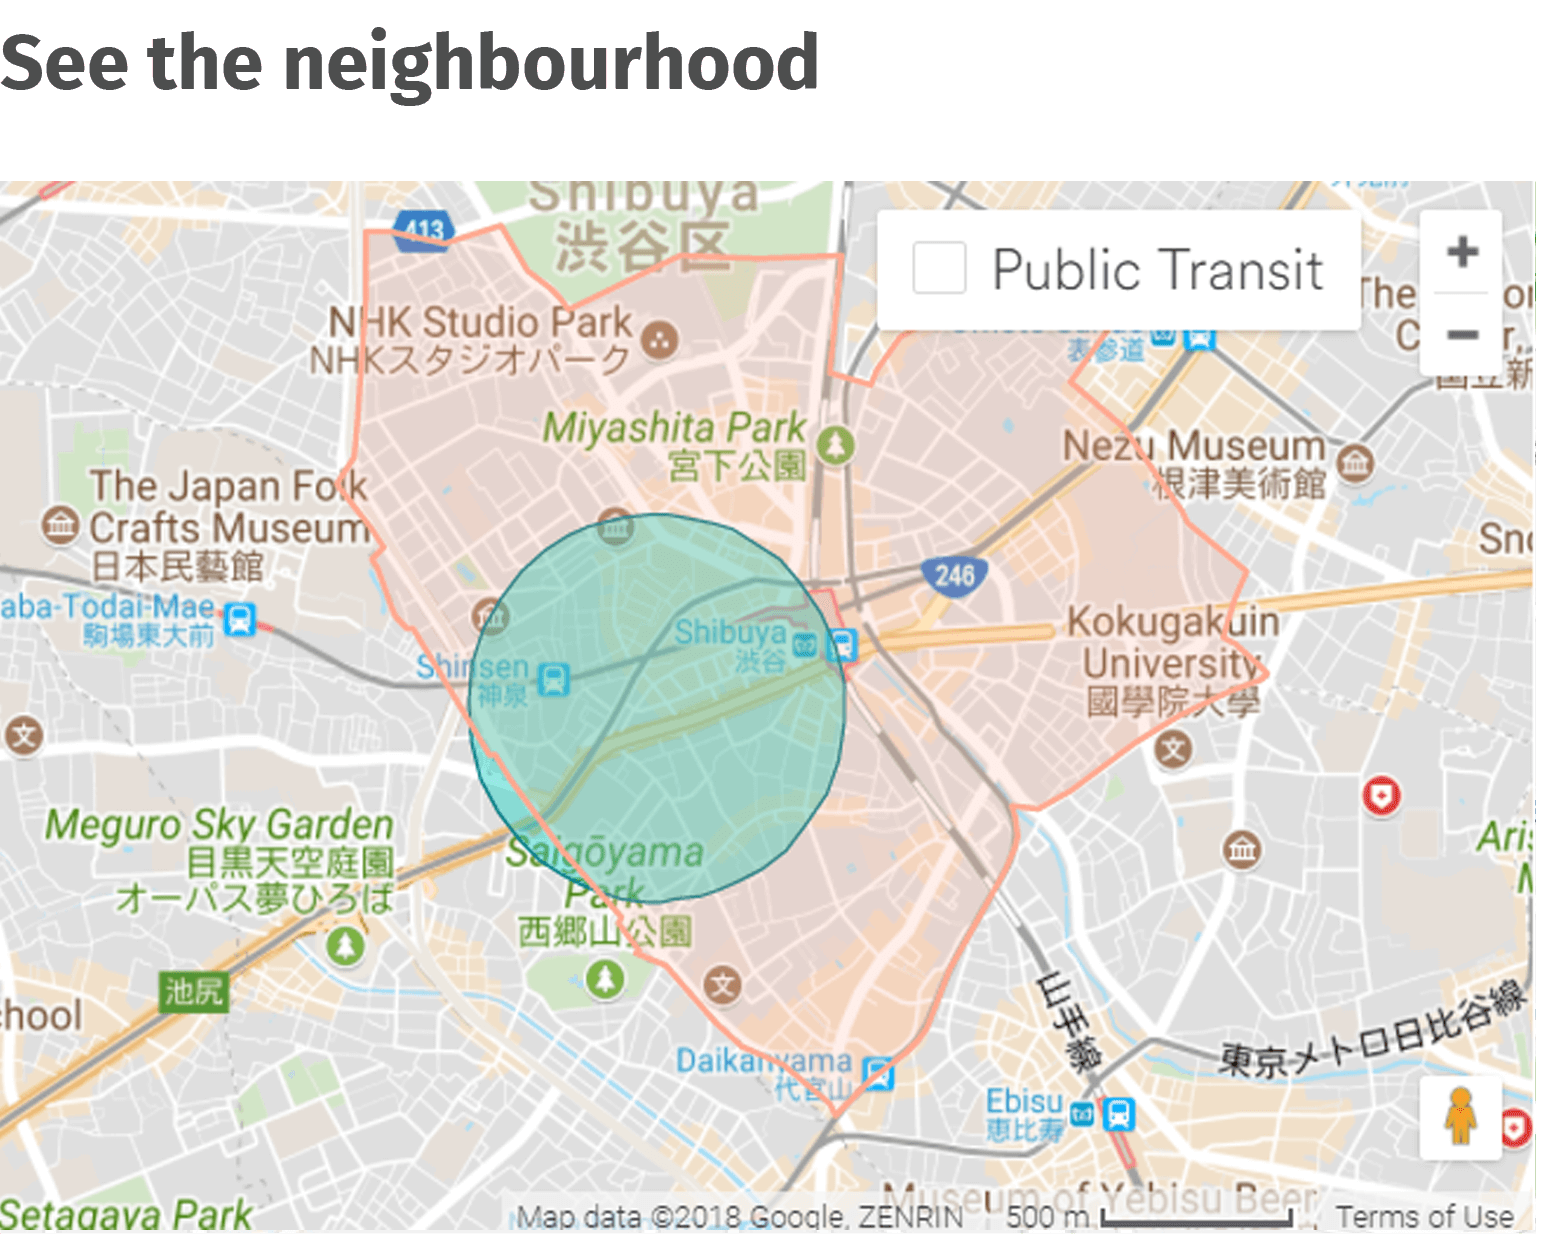 See the neighbourhood
Shibuya
渋谷区
413
Public Transit
NHK Studio Park
NHKスタジオパーク
表参道
The
Miyashita Park
宮下公園
Nezu Museum
根津美術館
The Japan Folk
Crafts Museum
日本民藝館
246
aba-Todai-Mae
駒場東大前
Shibuya
渋谷
Shinsen
神泉
Kokugakuin
University
國學院大學
文
Meguro Sky Garden
目黒天空庭園
オーパス夢ひろば
Saigōyama
Park
西郷山公園
文
文
池尻
hool
山手線
東京メトロ日比谷線
Daikanyama
代官山
Ebisu
恵比寿
Museum of Yebisu Beer
Setagaya Park
Map data ©2018 Google, ZENRIN
500 m
Terms of Use